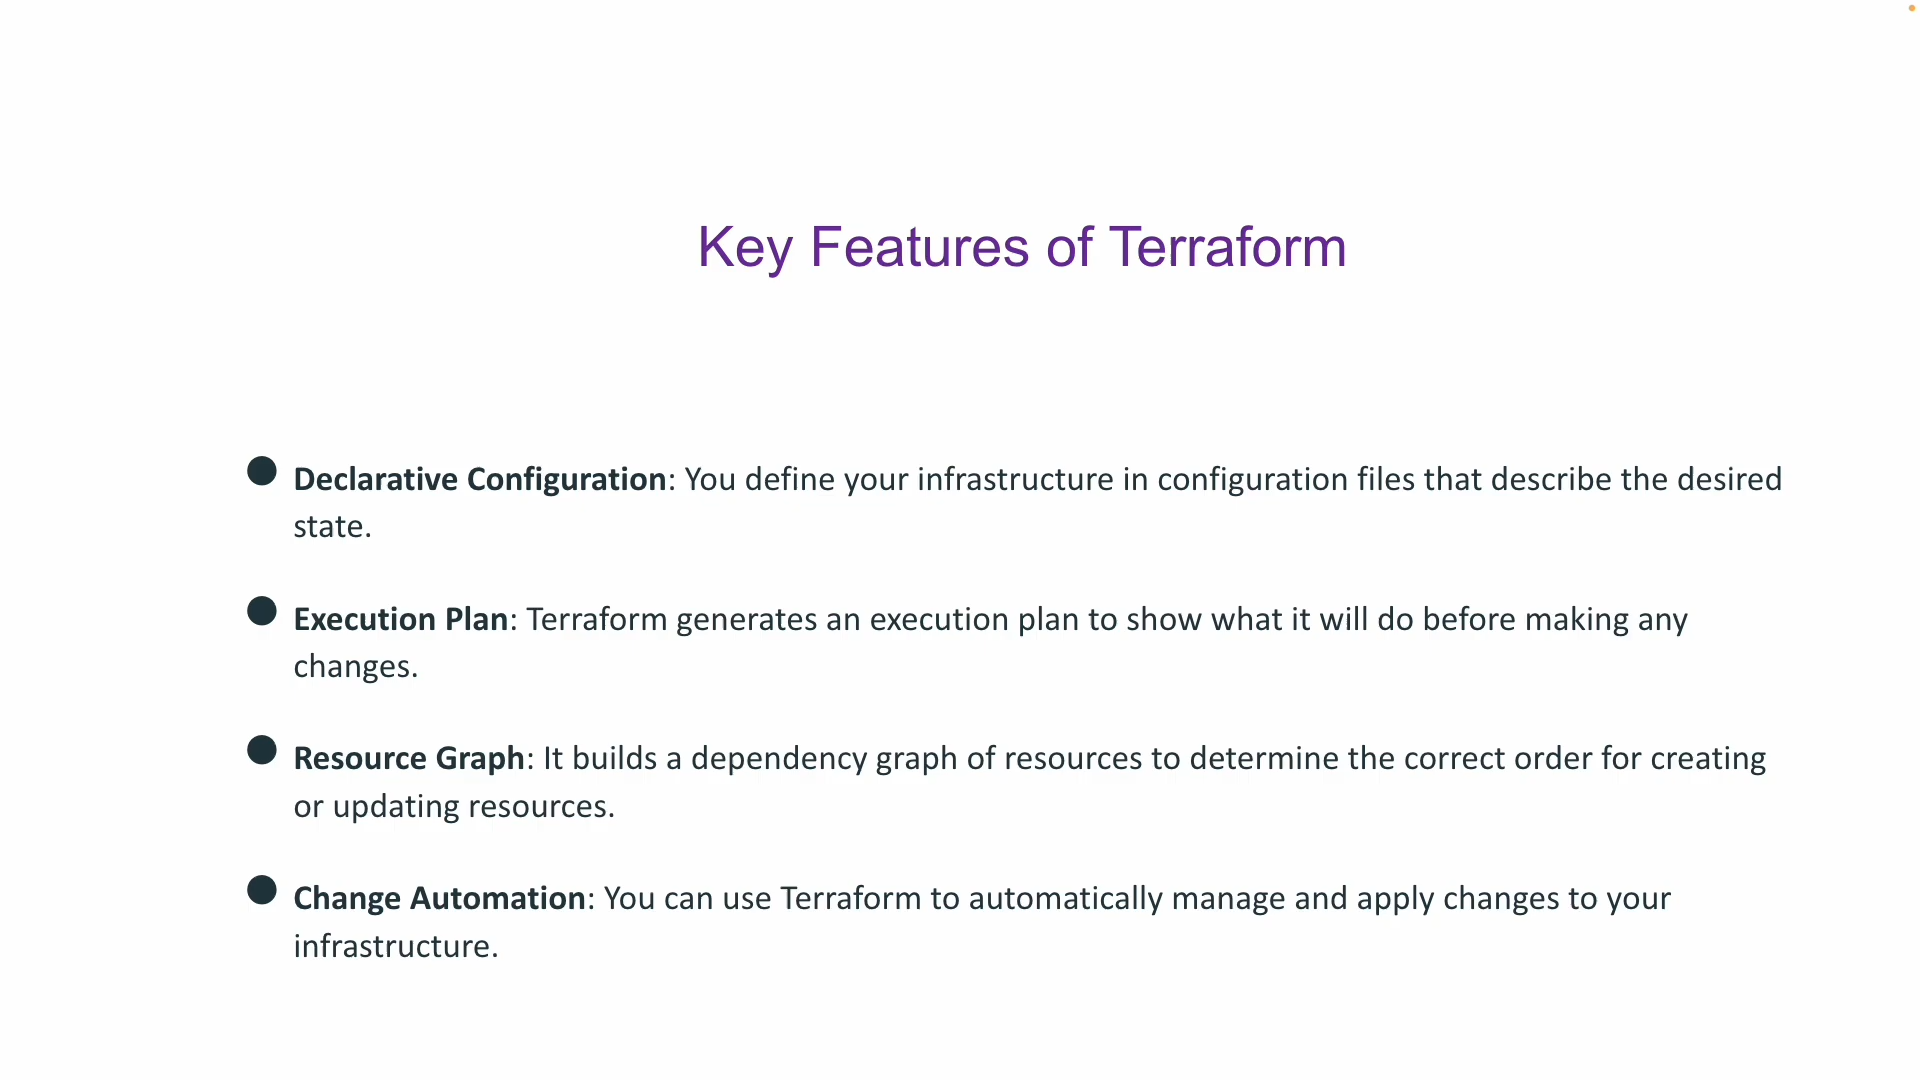 Key Features of Terraform
Declarative Configuration: You define your infrastructure in configuration files that describe the desired
state.
Execution Plan: Terraform generates an execution plan to show what it will do before making any
changes.
Resource Graph: It builds a dependency graph of resources to determine the correct order for creating
or updating resources.
Change Automation: You can use Terraform to automatically manage and apply changes to your
infrastructure.